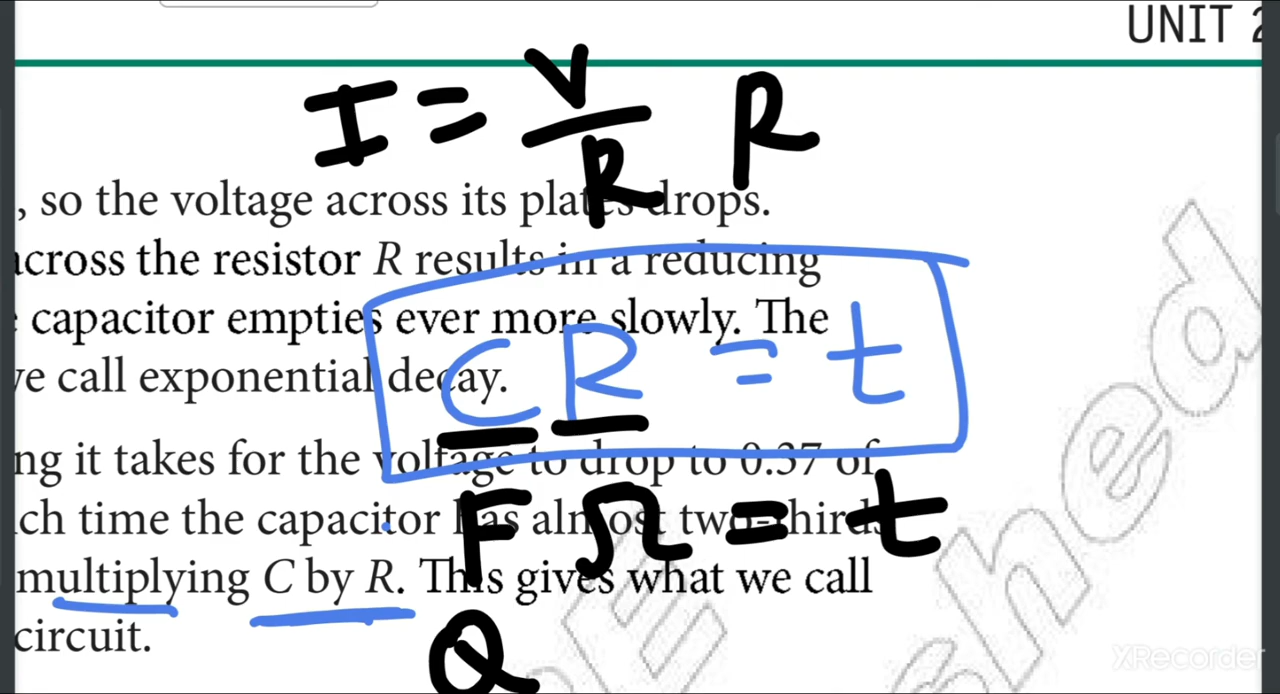 UNIT 2
I = V/R R
, so the voltage across its plates drops.
across the resistor R results in a reducing
capacitor empties ever more slowly. The
ve call exponential decay.
CR = t
ng it takes for the voltage to drop to 0.37 of
ch time the capacitor has almost two-thirds
F Ω = t
multiplying C by R. This gives what we call
circuit.
Q
shed
XRecorder